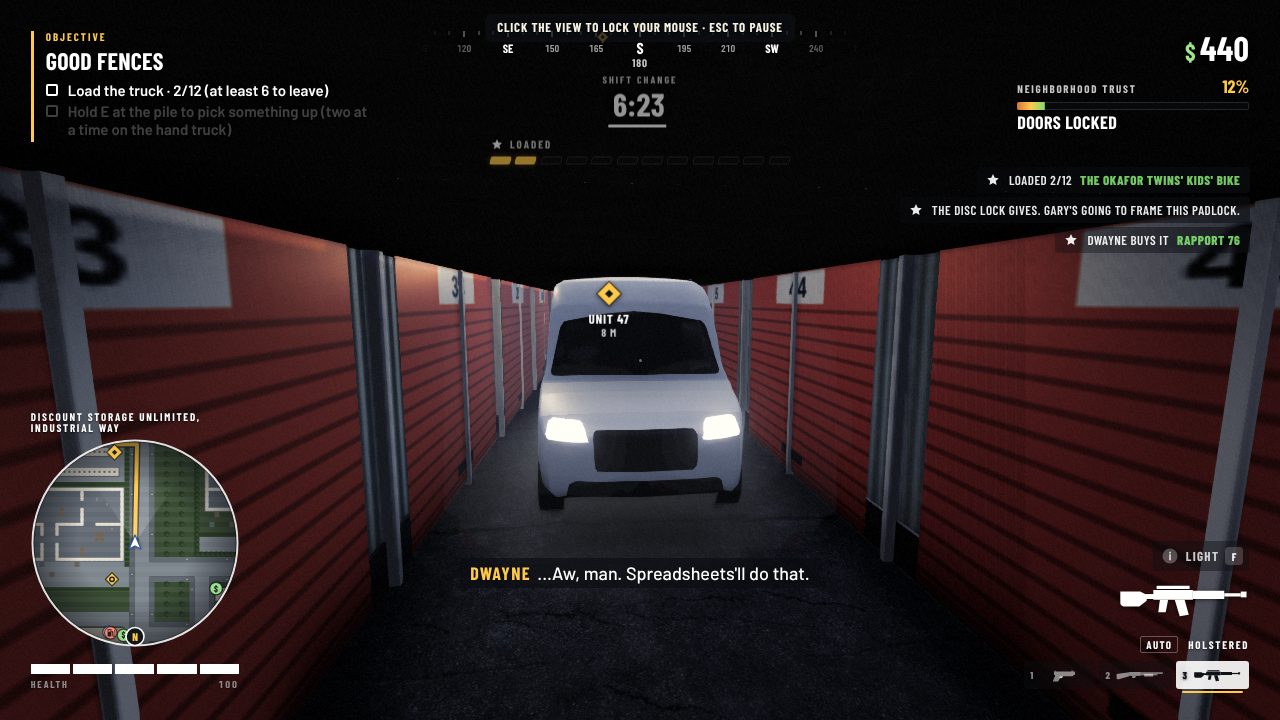 CLICK THE VIEW TO LOCK YOUR MOUSE · ESC TO PAUSE
120 SE 150 165 S 195 210 SW 240
180
SHIFT CHANGE
6:23
LOADED
OBJECTIVE
GOOD FENCES
Load the truck · 2/12 (at least 6 to leave)
Hold E at the pile to pick something up (two at
a time on the hand truck)
$440
NEIGHBORHOOD TRUST 12%
DOORS LOCKED
LOADED 2/12 THE OKAFOR TWINS' KIDS' BIKE
THE DISC LOCK GIVES. GARY'S GOING TO FRAME THIS PADLOCK.
DWAYNE BUYS IT RAPPORT 76
33
3
44
4
UNIT 47
8 M
DISCOUNT STORAGE UNLIMITED,
INDUSTRIAL WAY
$
$
N
HEALTH 100
DWAYNE ...Aw, man. Spreadsheets'll do that.
i LIGHT F
AUTO HOLSTERED
1 2 3